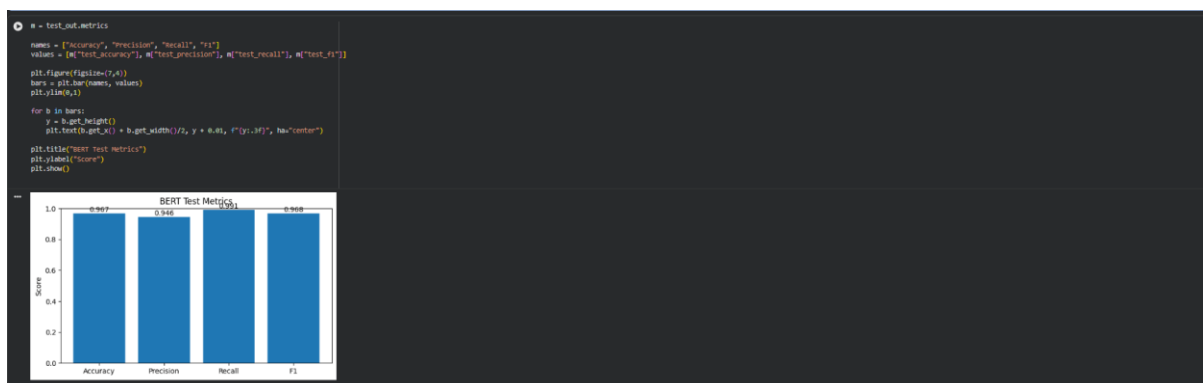 m = test_out.metrics
names = ["Accuracy", "Precision", "Recall", "F1"]
values = [m["test_accuracy"], m["test_precision"], m["test_recall"], m["test_f1"]]
plt.figure(figsize=(7,4))
bars = plt.bar(names, values)
plt.ylim(0,1)
for b in bars:
    y = b.get_height()
    plt.text(b.get_x() + b.get_width()/2, y + 0.01, f"{y:.3f}", ha="center")
plt.title("BERT Test Metrics")
plt.ylabel("Score")
plt.show()
BERT Test Metrics
0.967 0.946 0.991 0.968
1.0
0.8
0.6
0.4
0.2
0.0
Score
Accuracy Precision Recall F1